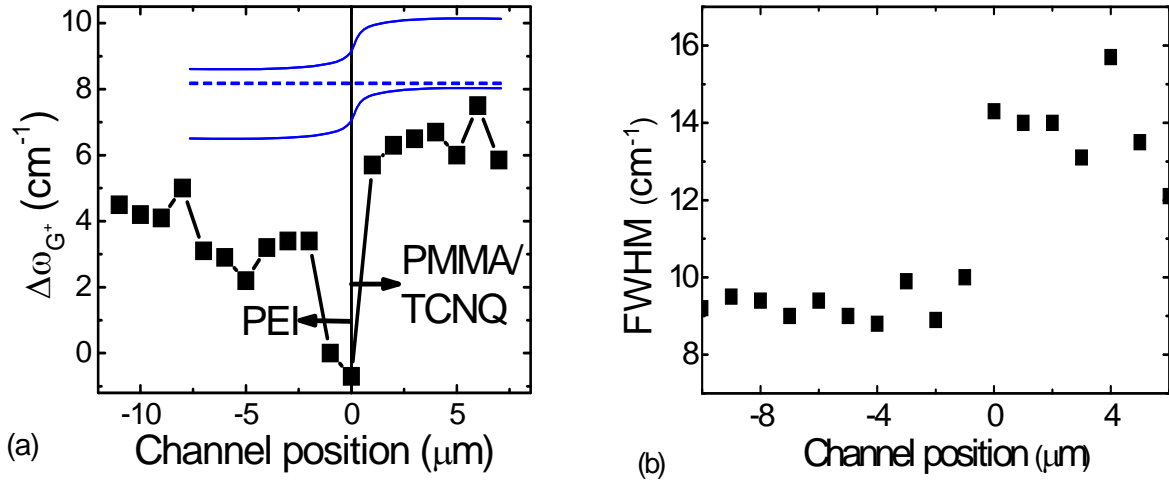 10
8
6
4
2
0
Δω_G⁺ (cm⁻¹)
PMMA/
TCNQ
PEI
-10 -5 0 5
Channel position (μm)
(a)
16
14
12
10
8
FWHM (cm⁻¹)
-8 -4 0 4
Channel position (μm)
(b)